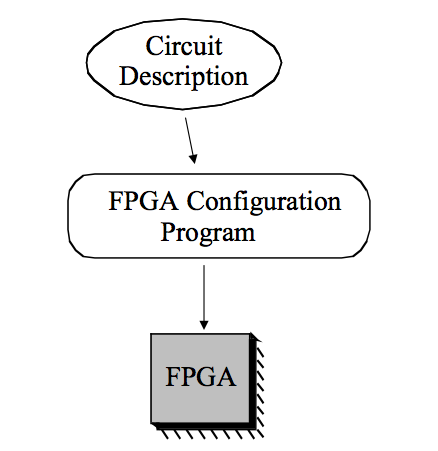 Circuit
Description
FPGA Configuration
Program
FPGA